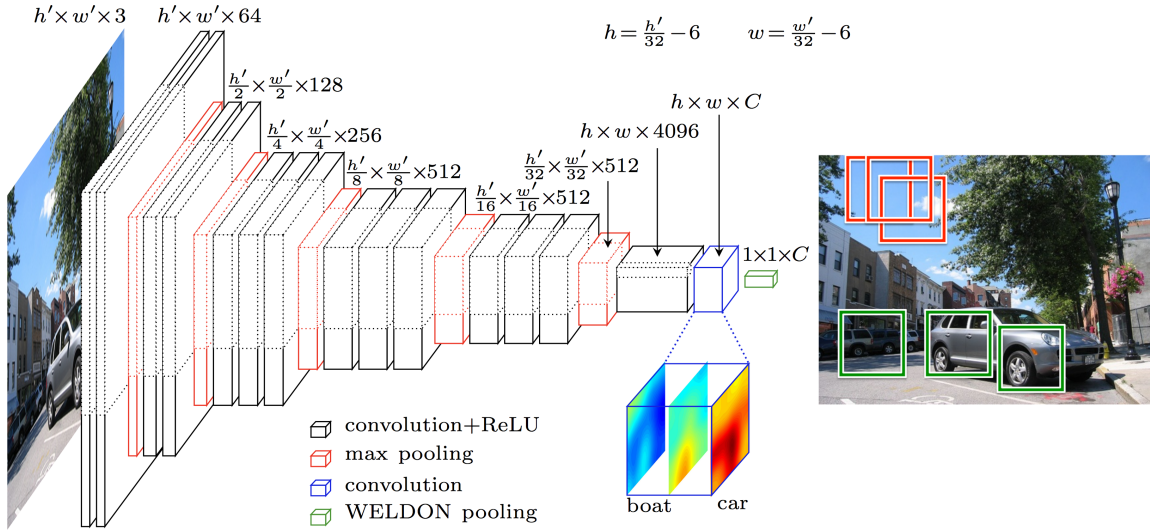 h′×w′×3
h′×w′×64
h = h′/32 − 6
w = w′/32 − 6
h′/2 × w′/2 ×128
h′/4 × w′/4 ×256
h′/8 × w′/8 ×512
h′/16 × w′/16 ×512
h′/32 × w′/32 ×512
h×w×4096
h×w×C
1×1×C
convolution+ReLU
max pooling
convolution
WELDON pooling
boat
car